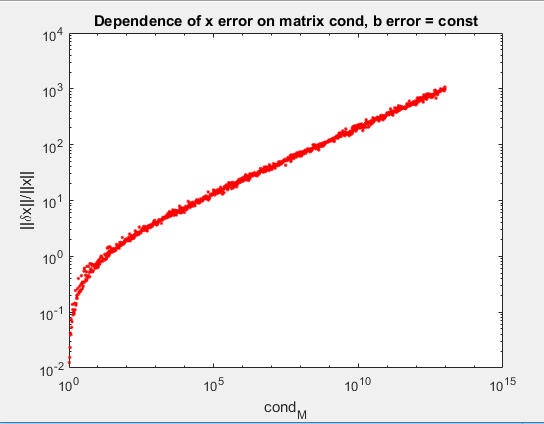 Dependence of x error on matrix cond, b error = const
10^4
10^3
10^2
10^1
10^0
10^-1
10^-2
||δx||/||x||
10^0 10^5 10^10 10^15
cond_M